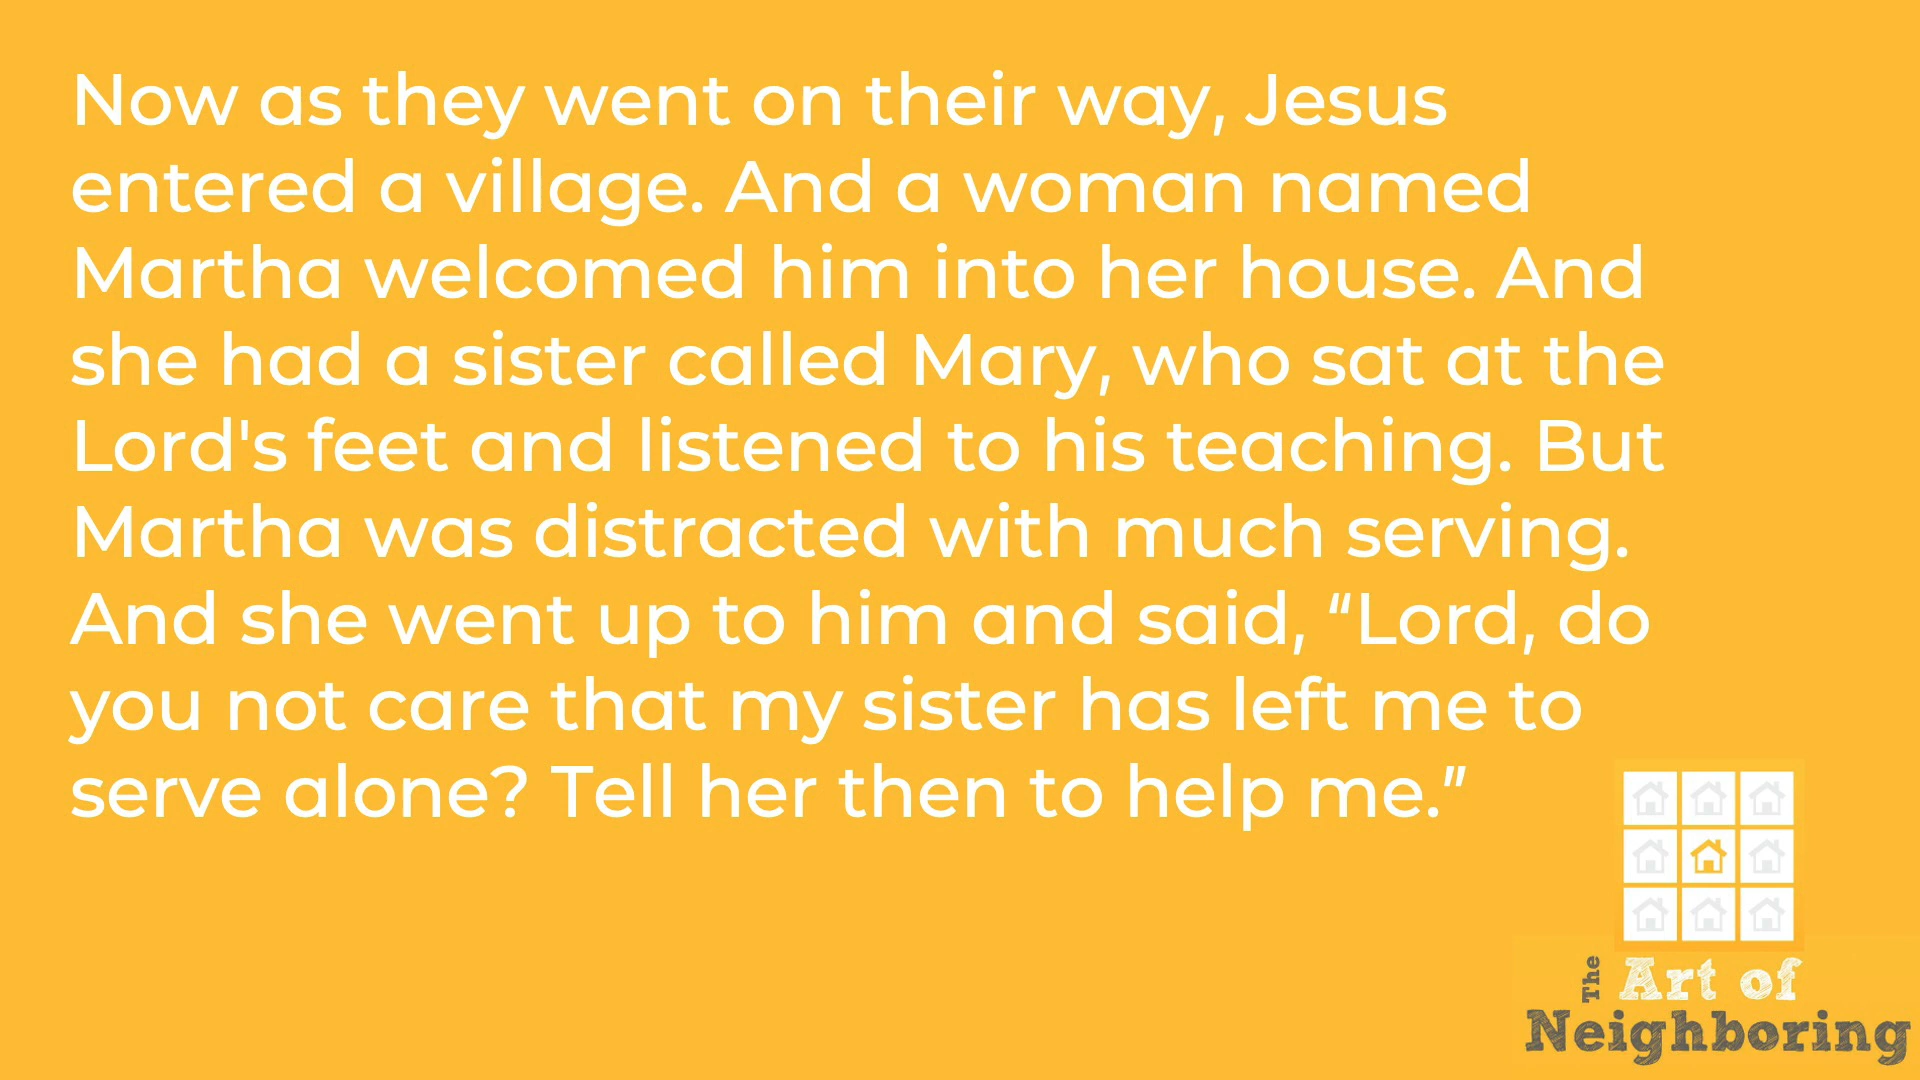 Now as they went on their way, Jesus
entered a village. And a woman named
Martha welcomed him into her house. And
she had a sister called Mary, who sat at the
Lord's feet and listened to his teaching. But
Martha was distracted with much serving.
And she went up to him and said, “Lord, do
you not care that my sister has left me to
serve alone? Tell her then to help me.”
The Art of
Neighboring